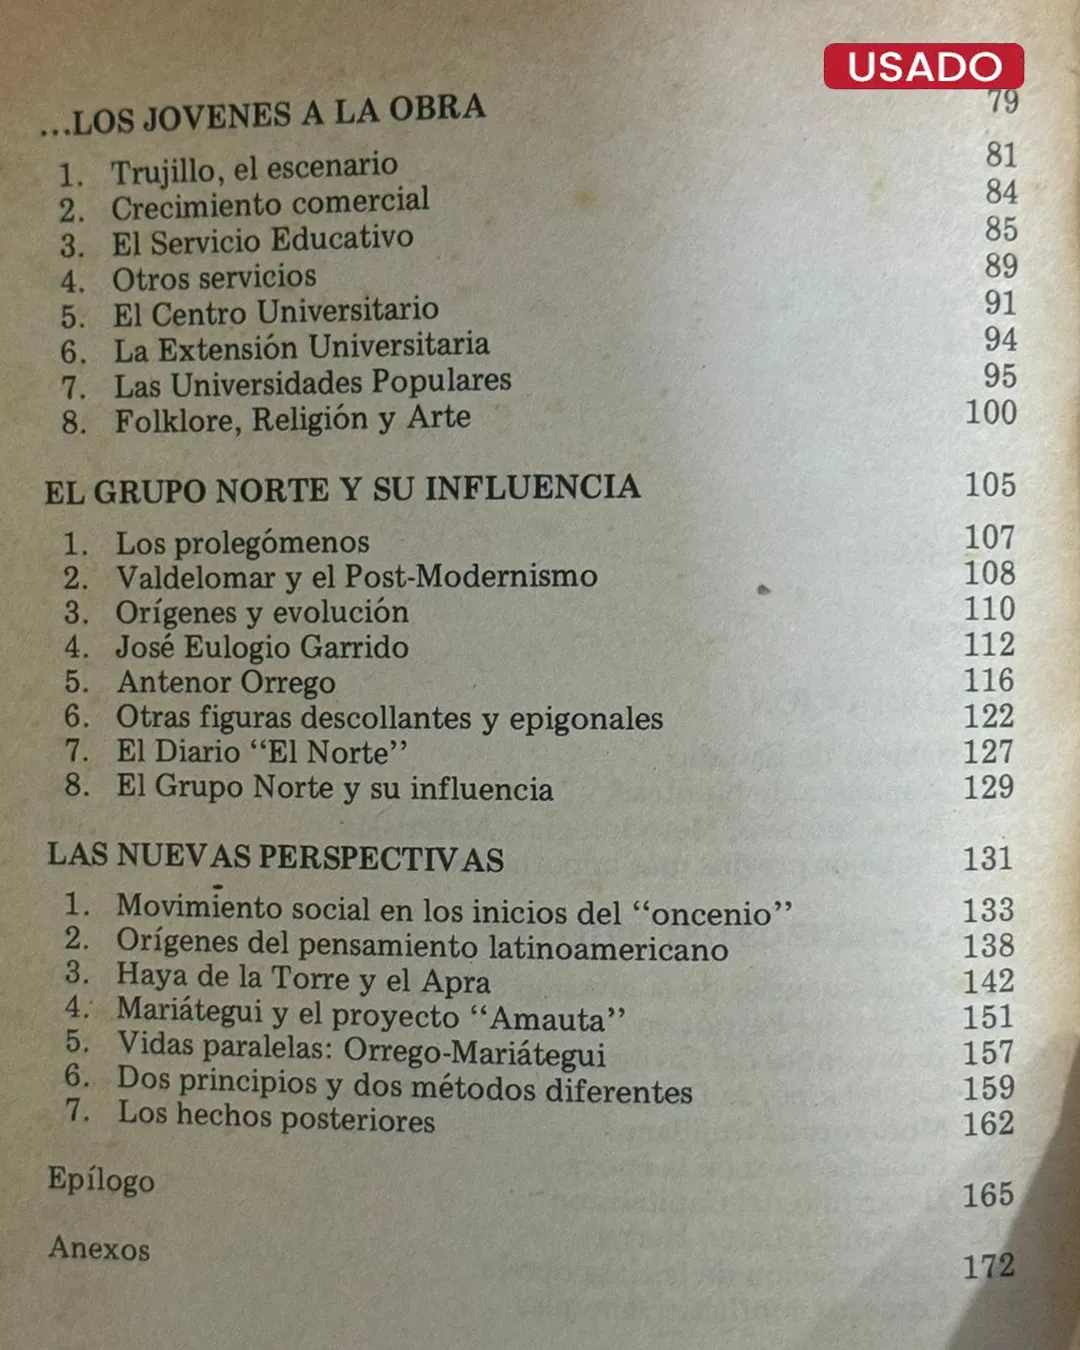 USADO
...LOS JOVENES A LA OBRA 79
1. Trujillo, el escenario 81
2. Crecimiento comercial 84
3. El Servicio Educativo 85
4. Otros servicios 89
5. El Centro Universitario 91
6. La Extensión Universitaria 94
7. Las Universidades Populares 95
8. Folklore, Religión y Arte 100
EL GRUPO NORTE Y SU INFLUENCIA 105
1. Los prolegómenos 107
2. Valdelomar y el Post-Modernismo 108
3. Orígenes y evolución 110
4. José Eulogio Garrido 112
5. Antenor Orrego 116
6. Otras figuras descollantes y epigonales 122
7. El Diario “El Norte” 127
8. El Grupo Norte y su influencia 129
LAS NUEVAS PERSPECTIVAS 131
1. Movimiento social en los inicios del “oncenio” 133
2. Orígenes del pensamiento latinoamericano 138
3. Haya de la Torre y el Apra 142
4. Mariátegui y el proyecto “Amauta” 151
5. Vidas paralelas: Orrego-Mariátegui 157
6. Dos principios y dos métodos diferentes 159
7. Los hechos posteriores 162
Epílogo 165
Anexos 172